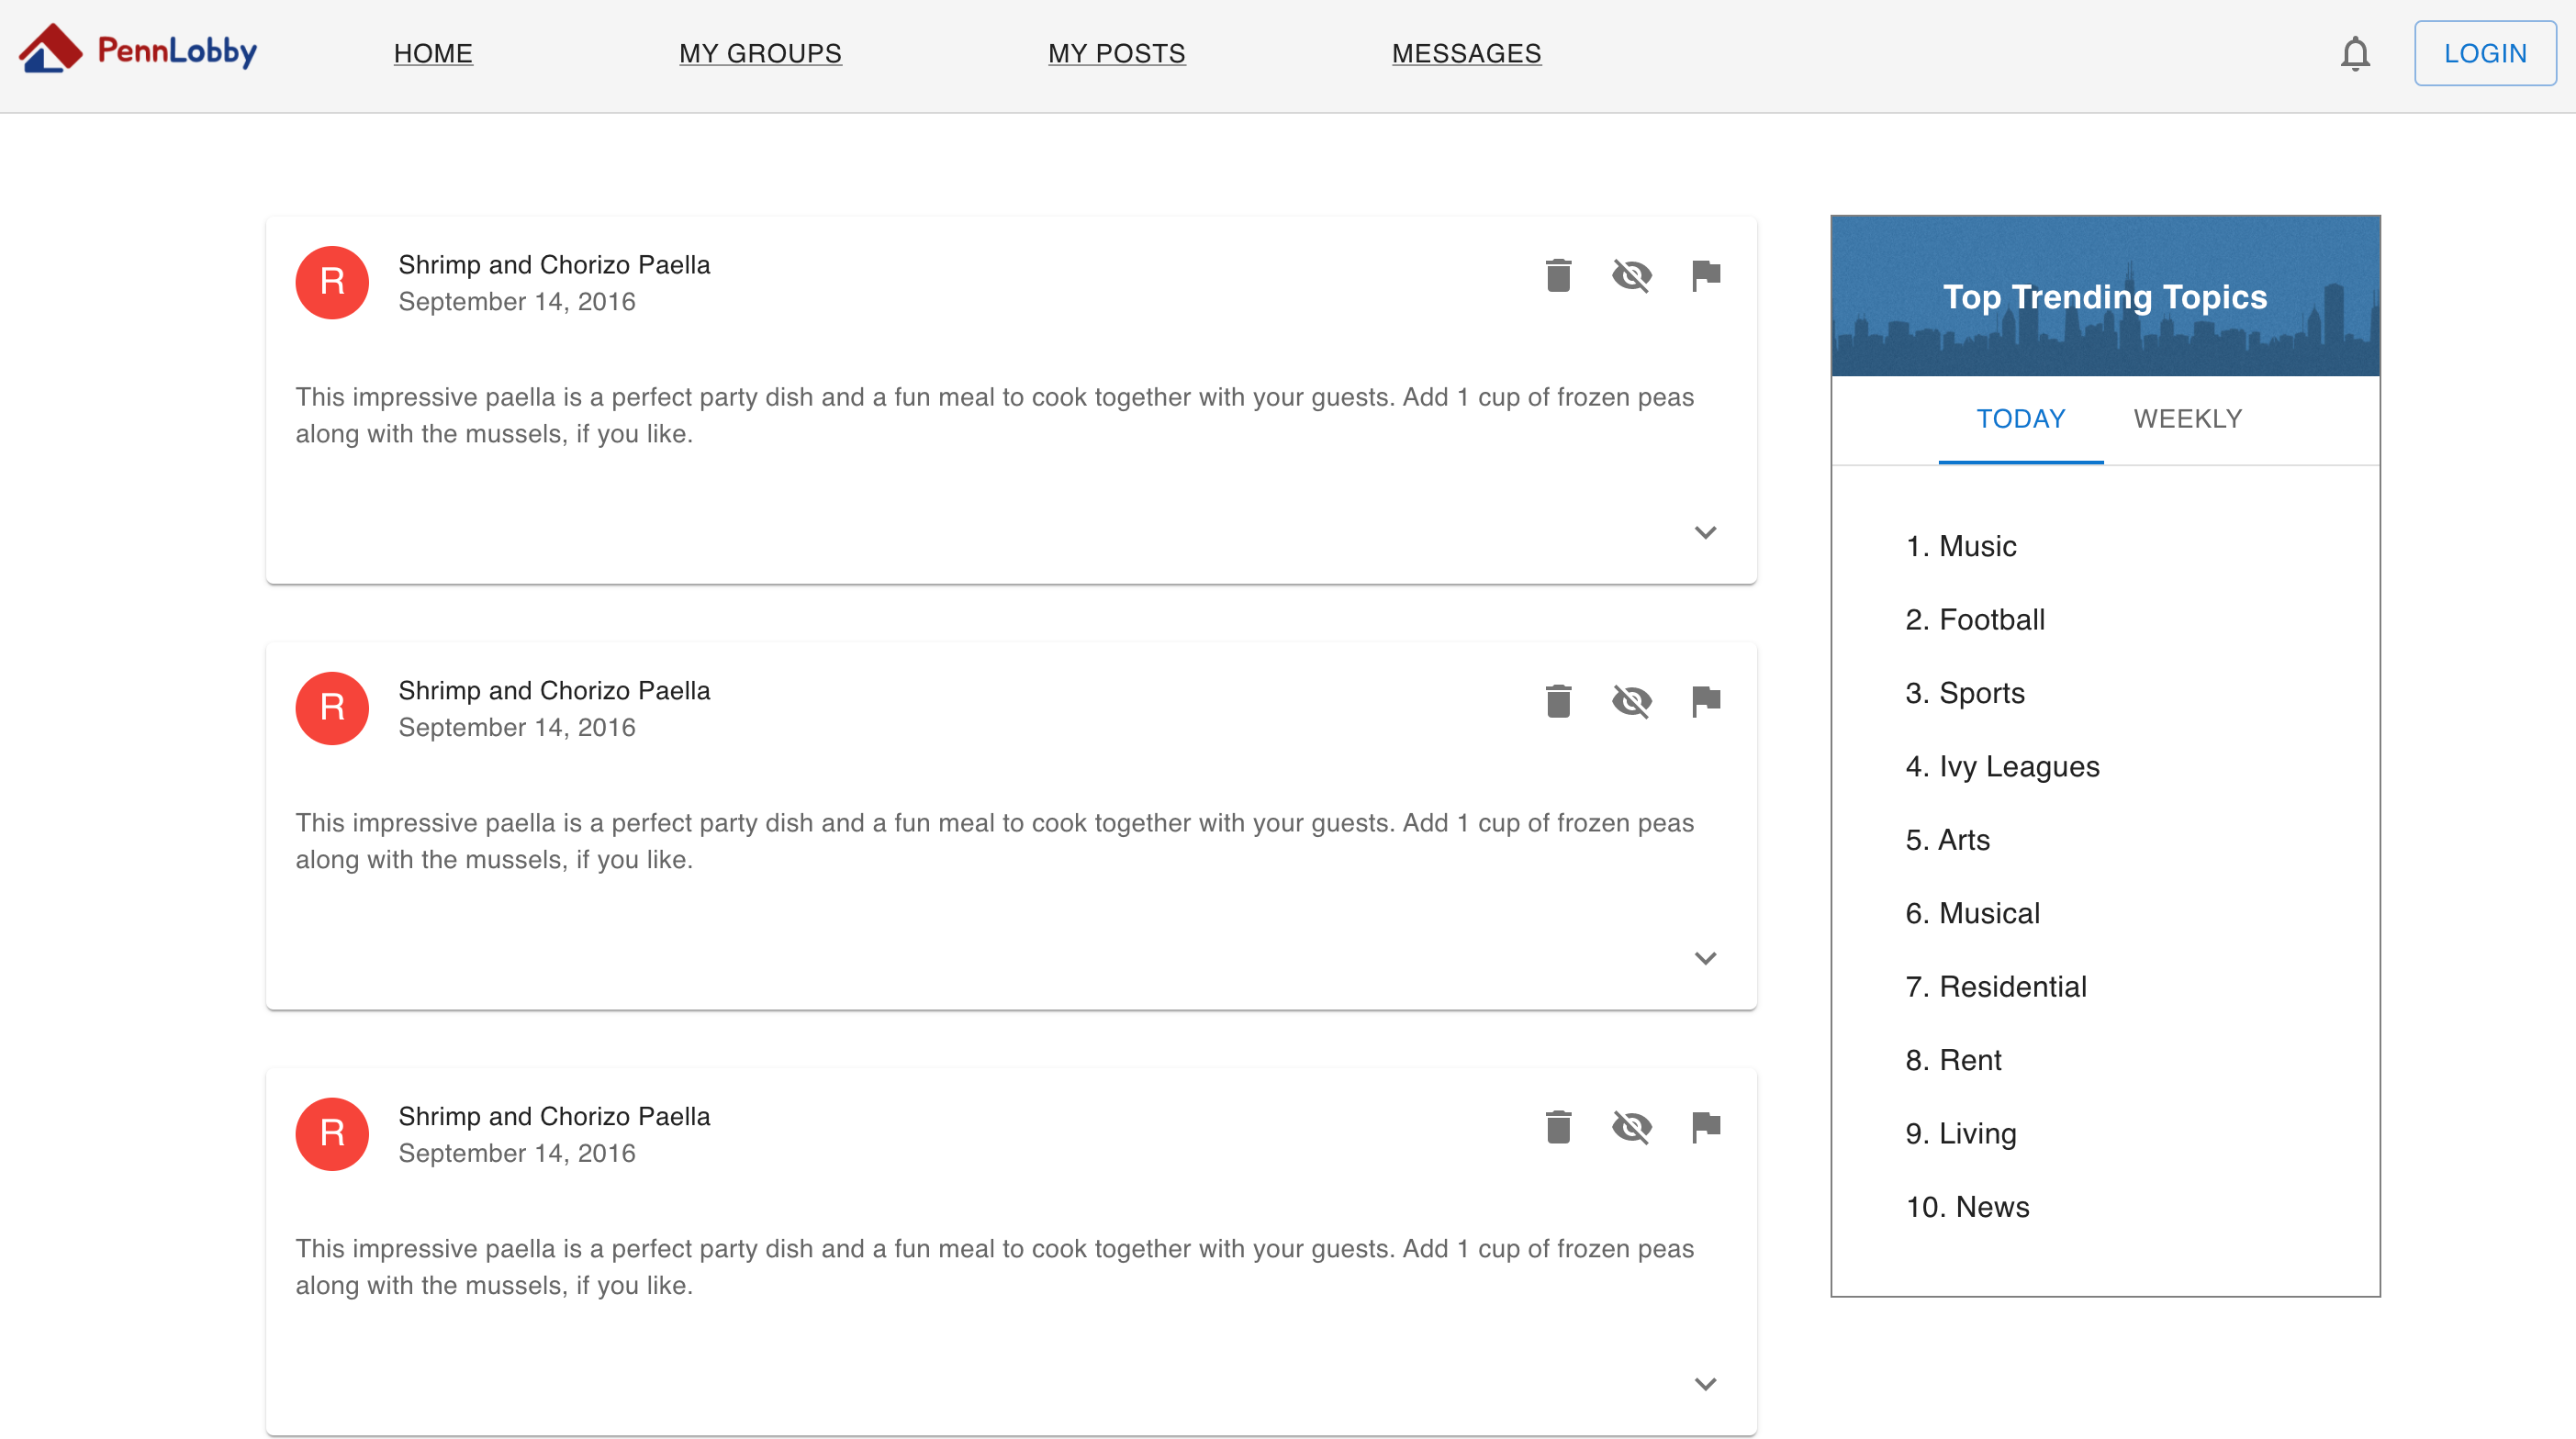 PennLobby
HOME
MY GROUPS
MY POSTS
MESSAGES
LOGIN
R
Shrimp and Chorizo Paella
September 14, 2016
This impressive paella is a perfect party dish and a fun meal to cook together with your guests. Add 1 cup of frozen peas
along with the mussels, if you like.
R
Shrimp and Chorizo Paella
September 14, 2016
This impressive paella is a perfect party dish and a fun meal to cook together with your guests. Add 1 cup of frozen peas
along with the mussels, if you like.
R
Shrimp and Chorizo Paella
September 14, 2016
This impressive paella is a perfect party dish and a fun meal to cook together with your guests. Add 1 cup of frozen peas
along with the mussels, if you like.
Top Trending Topics
TODAY
WEEKLY
1. Music
2. Football
3. Sports
4. Ivy Leagues
5. Arts
6. Musical
7. Residential
8. Rent
9. Living
10. News